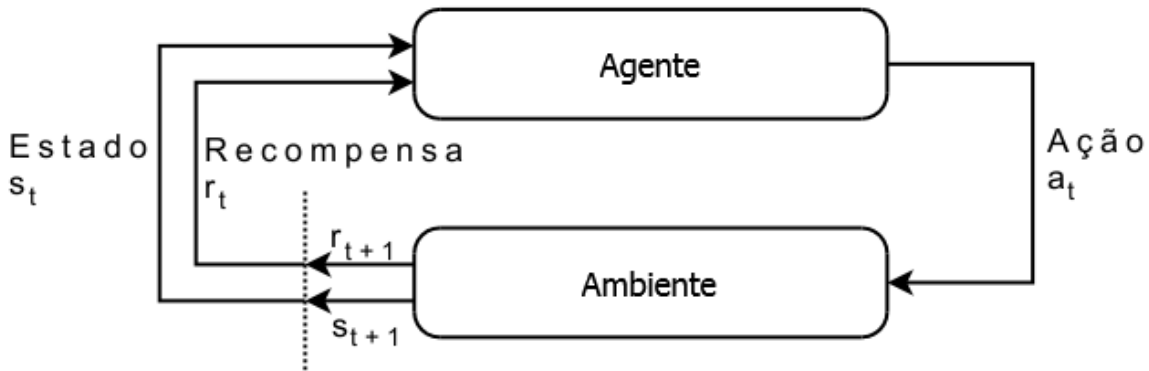 Agente
Estado
s_t
Recompensa
r_t
Ação
a_t
r_t + 1
Ambiente
s_t + 1